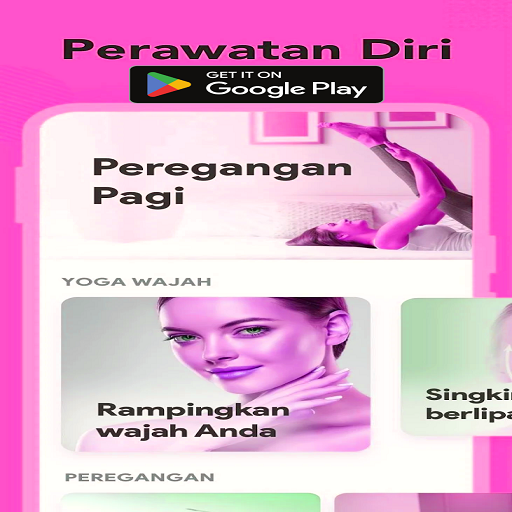 Perawatan Diri
GET IT ON
Google Play
Peregangan
Pagi
YOGA WAJAH
Rampingkan
wajah Anda
PEREGANGAN